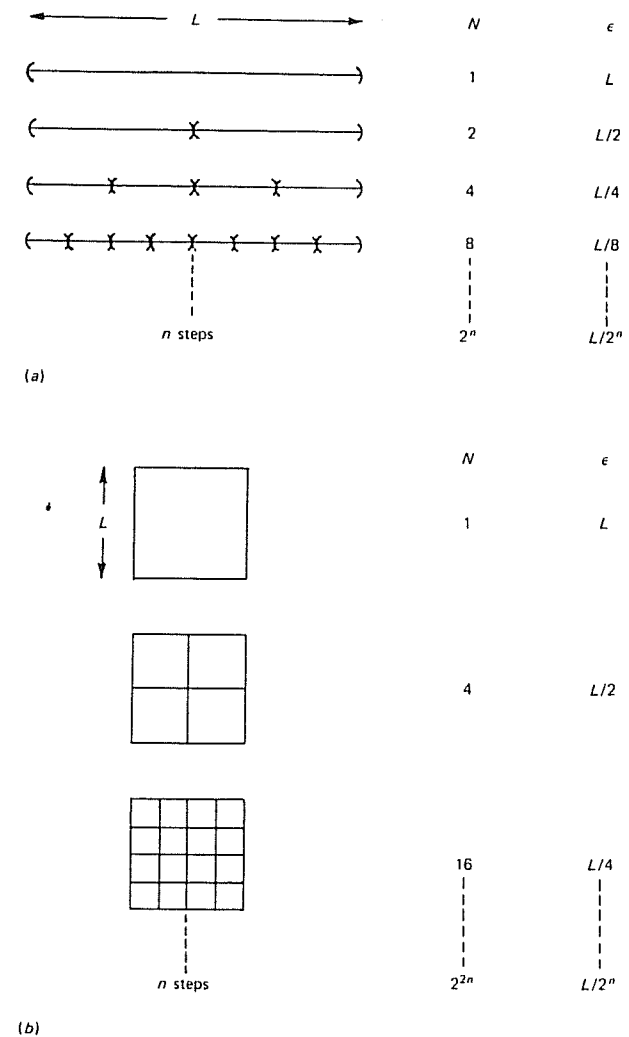 L N ϵ
1 L
2 L/2
4 L/4
8 L/8
n steps 2ⁿ L/2ⁿ
(a)
N ϵ
L 1 L
4 L/2
16 L/4
n steps 2²ⁿ L/2ⁿ
(b)